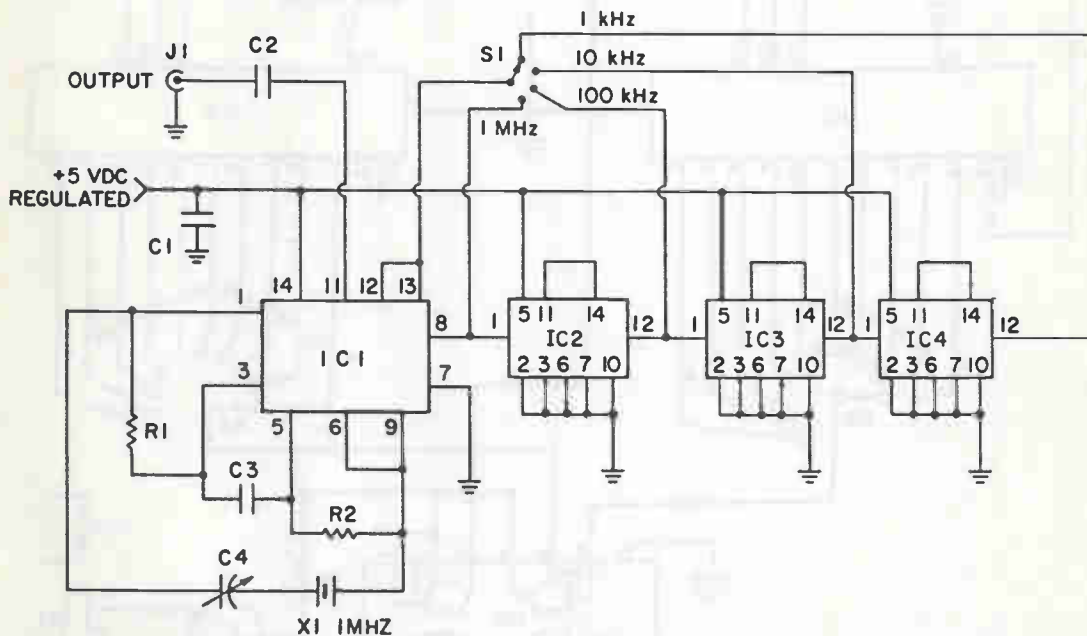 1 kHz
J1
C2
S1
10 kHz
OUTPUT
100 kHz
1 MHz
+5 VDC
REGULATED
C1
14 11 12 13
1
8
1
5 11 14
12
1
5 11 14
12
1
5 11 14
12
IC1
IC2
IC3
IC4
3
7
2 3 6 7 10
2 3 6 7 10
2 3 6 7 10
5 6 9
R1
C3
R2
C4
X1 1MHZ